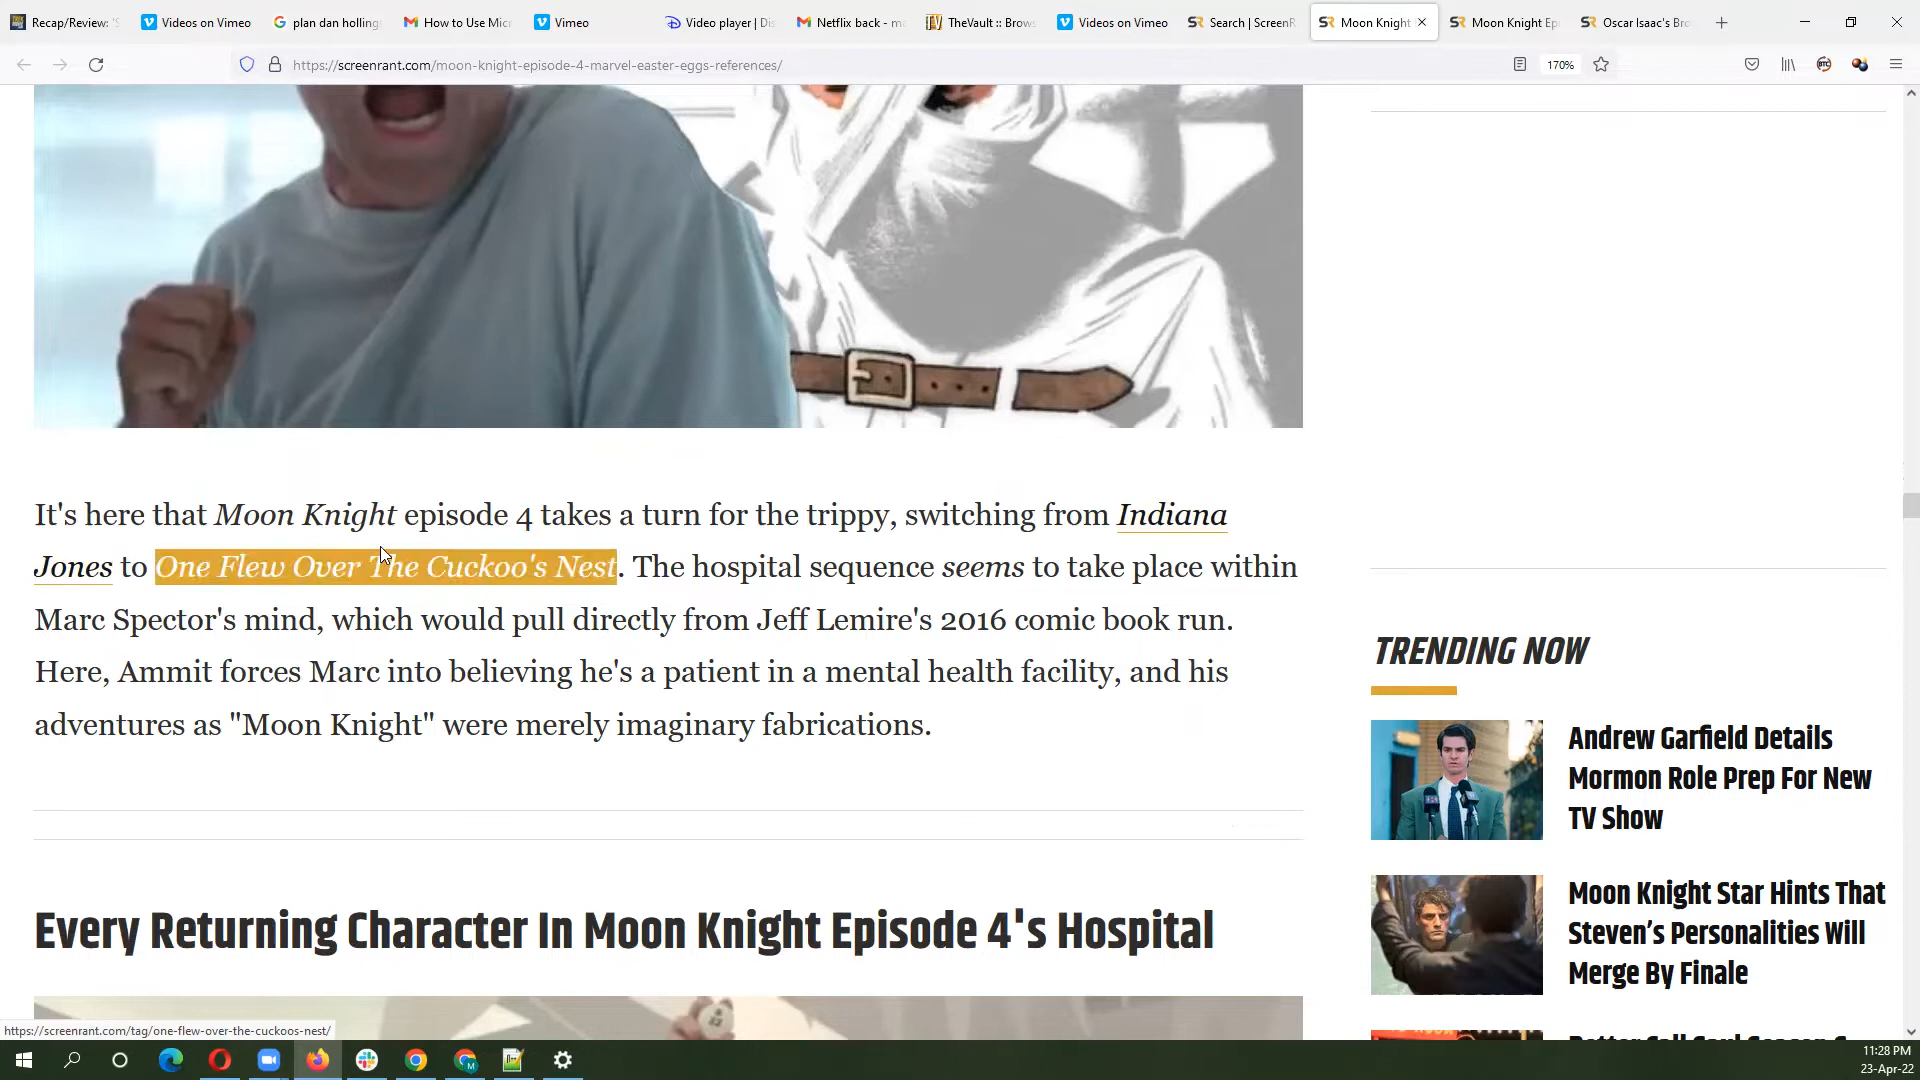 Recap/Review: '
Videos on Vimeo
plan dan holling
How to Use Micr
Vimeo
Video player | Dis
Netflix back - m
TheVault :: Brow
Videos on Vimeo
Search | ScreenR
Moon Knight
Moon Knight Ep
Oscar Isaac's Bro
https://screenrant.com/moon-knight-episode-4-marvel-easter-eggs-references/
170%
It's here that Moon Knight episode 4 takes a turn for the trippy, switching from Indiana
Jones to One Flew Over The Cuckoo's Nest. The hospital sequence seems to take place within
Marc Spector's mind, which would pull directly from Jeff Lemire's 2016 comic book run.
Here, Ammit forces Marc into believing he's a patient in a mental health facility, and his
adventures as "Moon Knight" were merely imaginary fabrications.
Every Returning Character In Moon Knight Episode 4's Hospital
TRENDING NOW
Andrew Garfield Details
Mormon Role Prep For New
TV Show
Moon Knight Star Hints That
Steven's Personalities Will
Merge By Finale
https://screenrant.com/tag/one-flew-over-the-cuckoos-nest/
11:28 PM
23-Apr-22